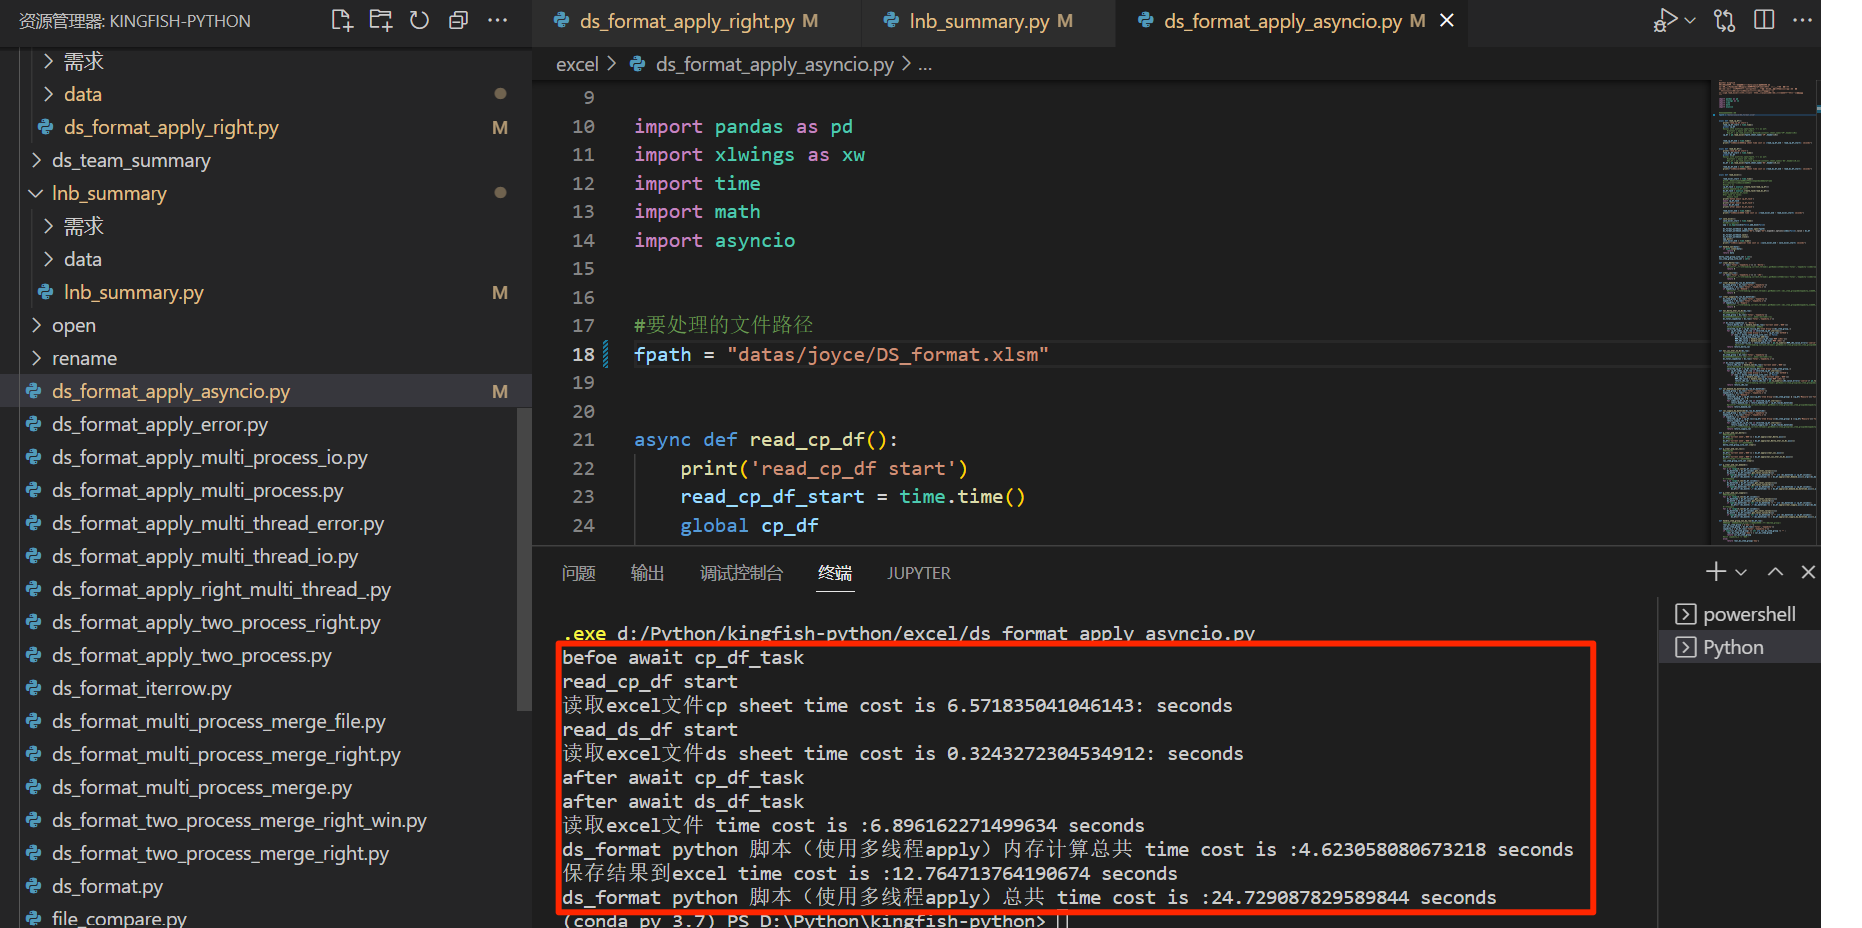 资源管理器: KINGFISH-PYTHON
需求
data
ds_format_apply_right.py M
ds_team_summary
lnb_summary
需求
data
lnb_summary.py M
open
rename
ds_format_apply_asyncio.py M
ds_format_apply_error.py
ds_format_apply_multi_process_io.py
ds_format_apply_multi_process.py
ds_format_apply_multi_thread_error.py
ds_format_apply_multi_thread_io.py
ds_format_apply_right_multi_thread_.py
ds_format_apply_two_process_right.py
ds_format_apply_two_process.py
ds_format_iterrow.py
ds_format_multi_process_merge_file.py
ds_format_multi_process_merge_right.py
ds_format_multi_process_merge.py
ds_format_two_process_merge_right_win.py
ds_format_two_process_merge_right.py
ds_format.py
file_compare.py
ds_format_apply_right.py M
lnb_summary.py M
ds_format_apply_asyncio.py M
excel > ds_format_apply_asyncio.py > ...
9
10 import pandas as pd
11 import xlwings as xw
12 import time
13 import math
14 import asyncio
15
16
17 #要处理的文件路径
18 fpath = "datas/joyce/DS_format.xlsm"
19
20
21 async def read_cp_df():
22 print('read_cp_df start')
23 read_cp_df_start = time.time()
24 global cp_df
问题 输出 调试控制台 终端 JUPYTER
.exe d:/Python/kingfish-python/excel/ds_format_apply_asyncio.py
befoe await cp_df_task
read_cp_df start
读取excel文件cp sheet time cost is 6.571835041046143: seconds
read_ds_df start
读取excel文件ds sheet time cost is 0.3243272304534912: seconds
after await cp_df_task
after await ds_df_task
读取excel文件 time cost is :6.896162271499634 seconds
ds_format python 脚本（使用多线程apply）内存计算总共 time cost is :4.623058080673218 seconds
保存结果到excel time cost is :12.764713764190674 seconds
ds_format python 脚本（使用多线程apply）总共 time cost is :24.729087829589844 seconds
(conda_py_3.7) PS D:\Python\kingfish-python>
powershell
Python